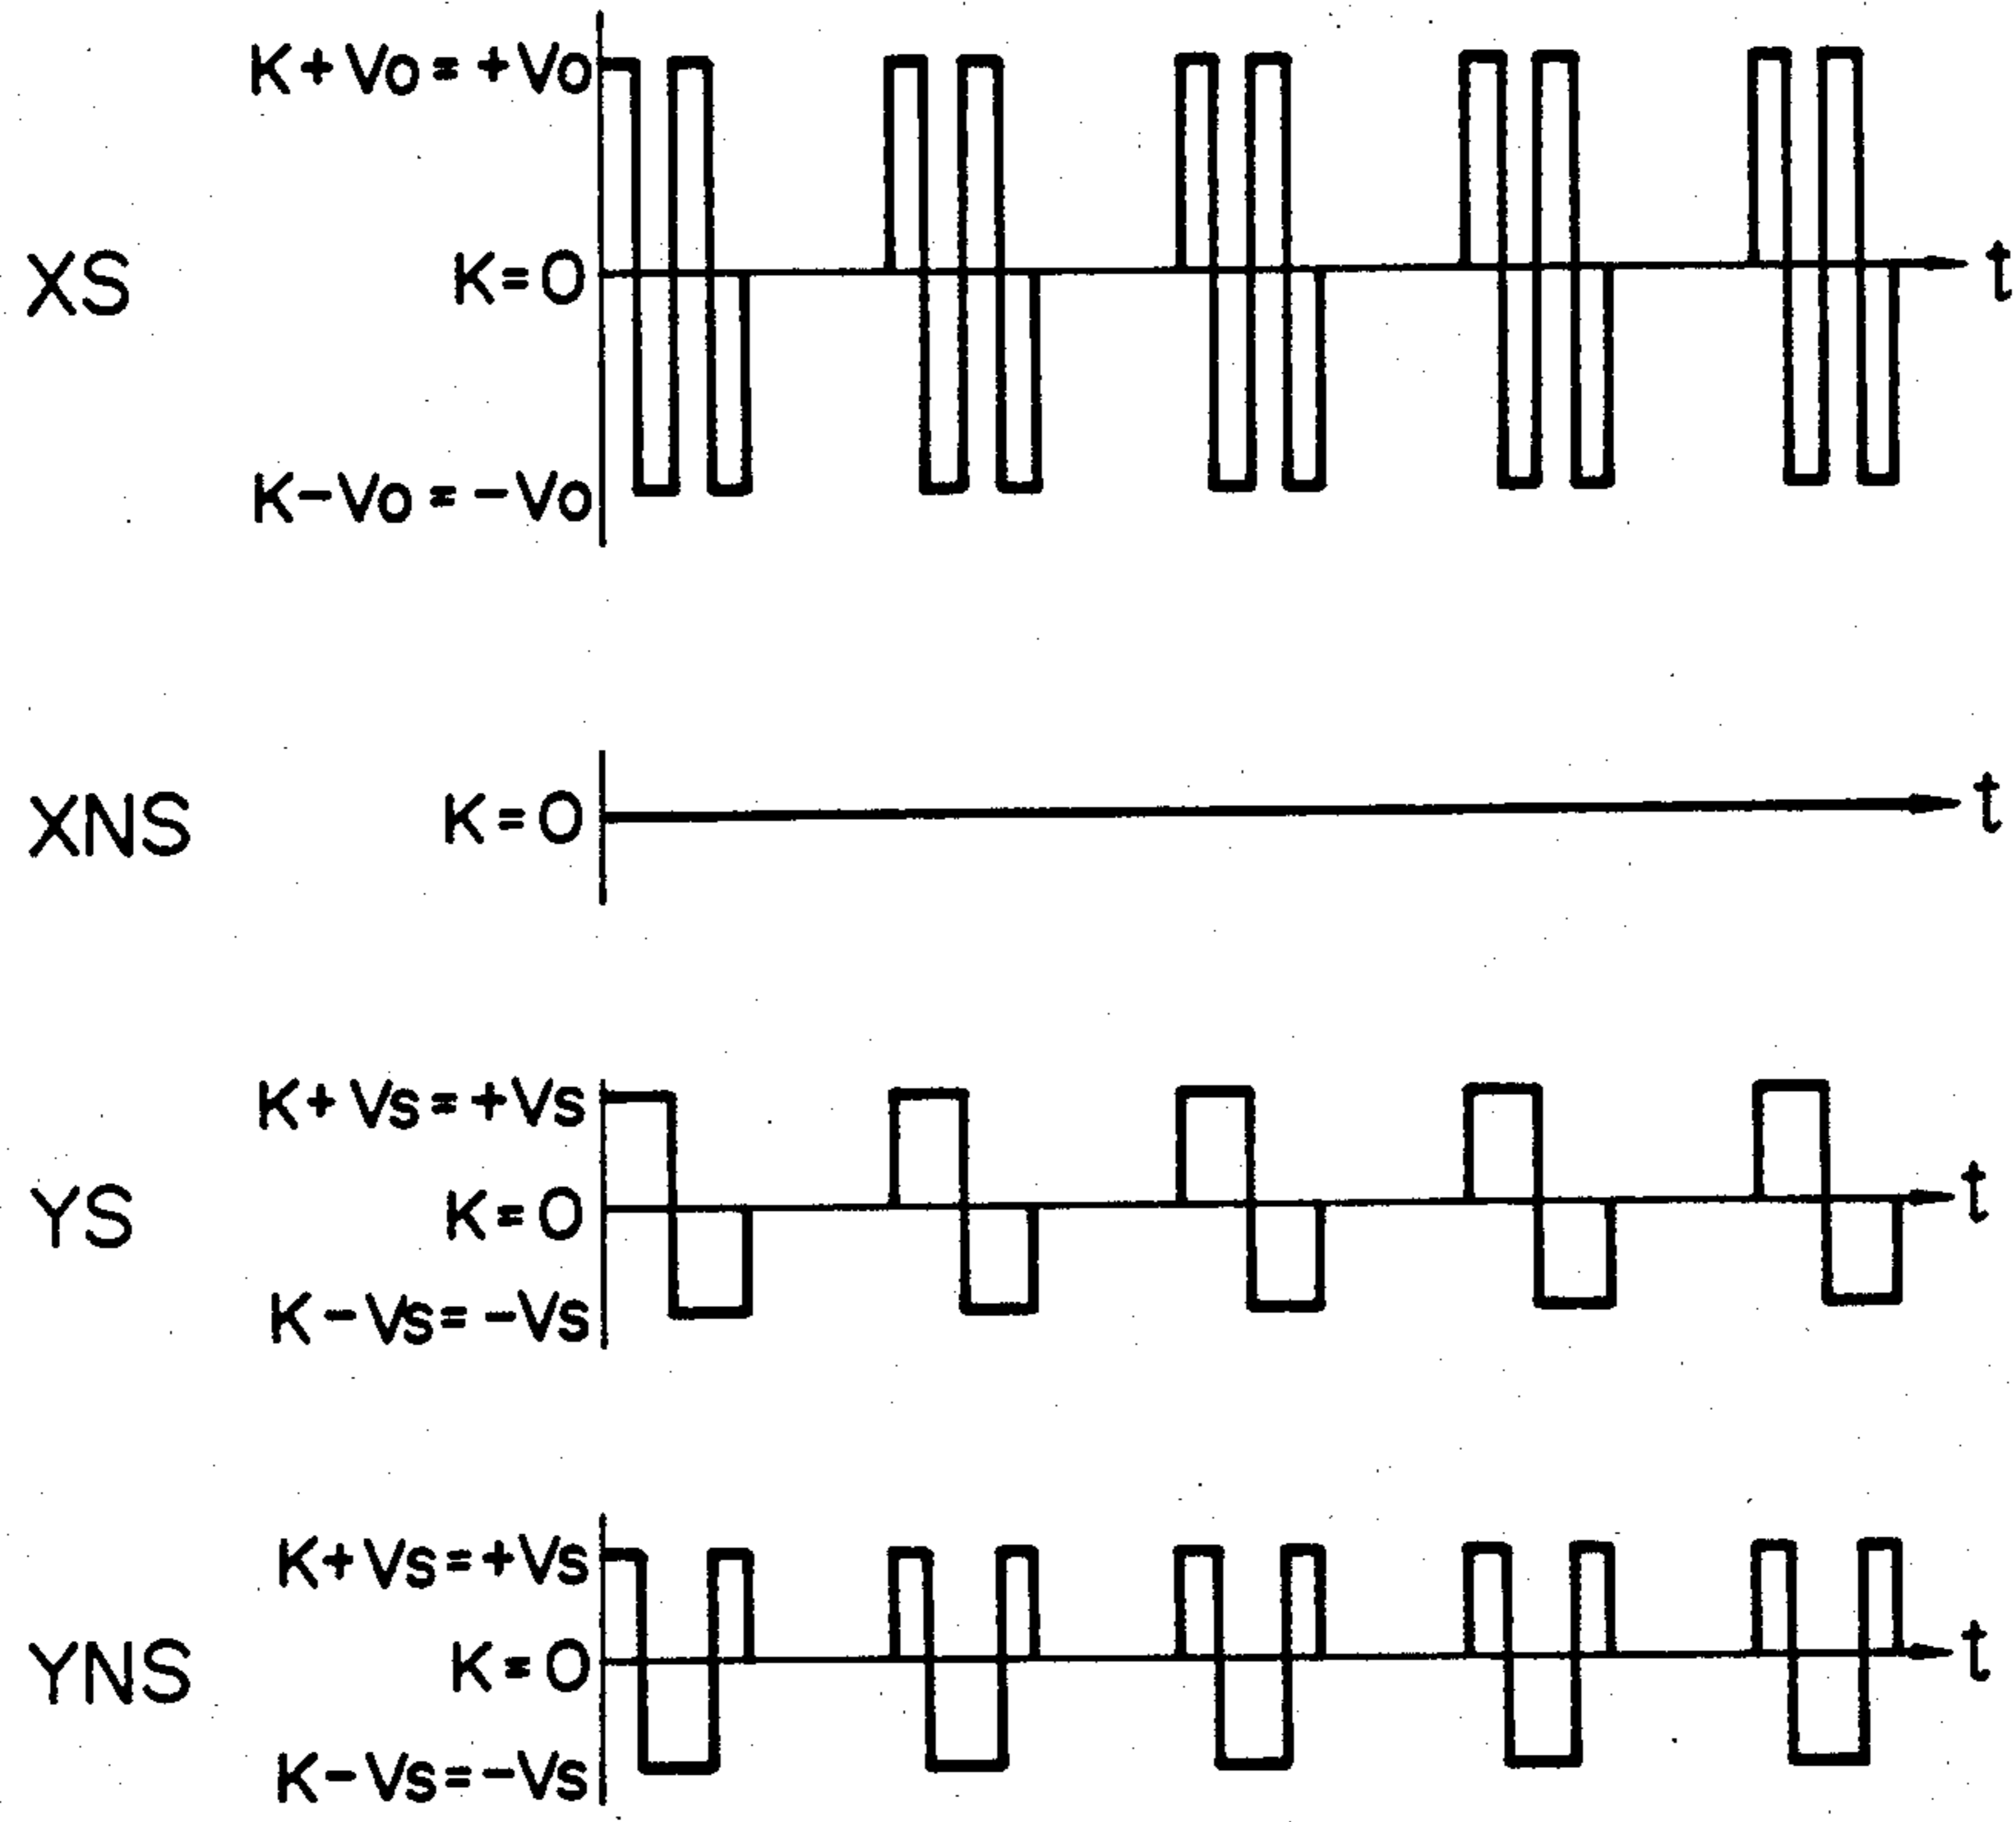 K+Vo=+Vo
XS K=O t
K-Vo=-Vo
XNS K=O t
K+Vs=+Vs
YS K=O t
K-Vs=-Vs
K+Vs=+Vs
YNS K=O t
K-Vs=-Vs